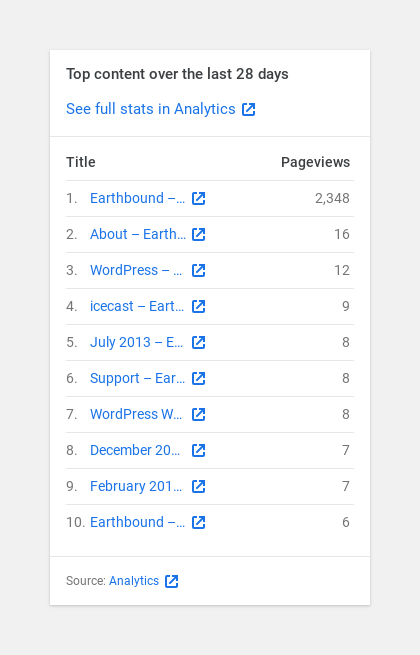 Top content over the last 28 days
See full stats in Analytics
Title Pageviews
1. Earthbound –... 2,348
2. About – Earth... 16
3. WordPress – ... 12
4. icecast – Eart... 9
5. July 2013 – E... 8
6. Support – Ear... 8
7. WordPress W... 8
8. December 20... 7
9. February 201... 7
10. Earthbound –... 6
Source: Analytics